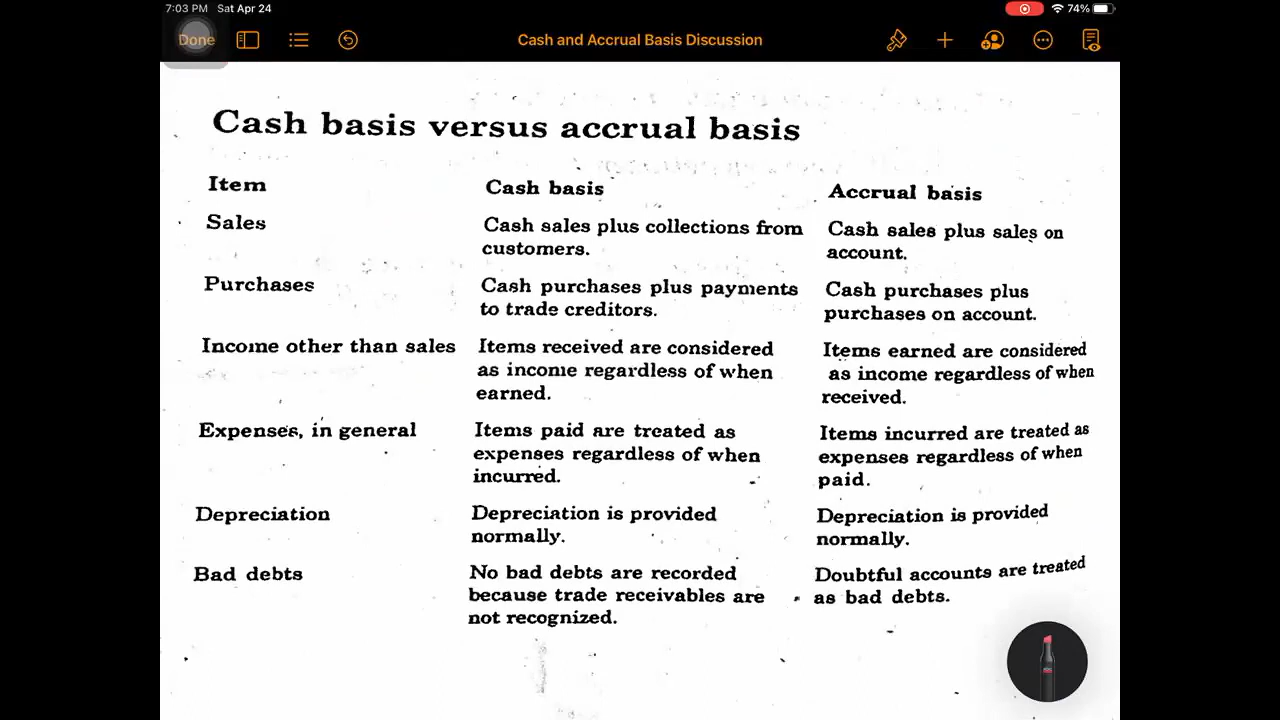 7:03 PM Sat Apr 24
74%
Done
Cash and Accrual Basis Discussion
Cash basis versus accrual basis
Item Cash basis Accrual basis
Sales Cash sales plus collections from Cash sales plus sales on
customers. account.
Purchases Cash purchases plus payments Cash purchases plus
to trade creditors. purchases on account.
Income other than sales Items received are considered Items earned are considered
as income regardless of when as income regardless of when
earned. received.
Expenses, in general Items paid are treated as Items incurred are treated as
expenses regardless of when expenses regardless of when
incurred. paid.
Depreciation Depreciation is provided Depreciation is provided
normally. normally.
Bad debts No bad debts are recorded Doubtful accounts are treated
because trade receivables are as bad debts.
not recognized.